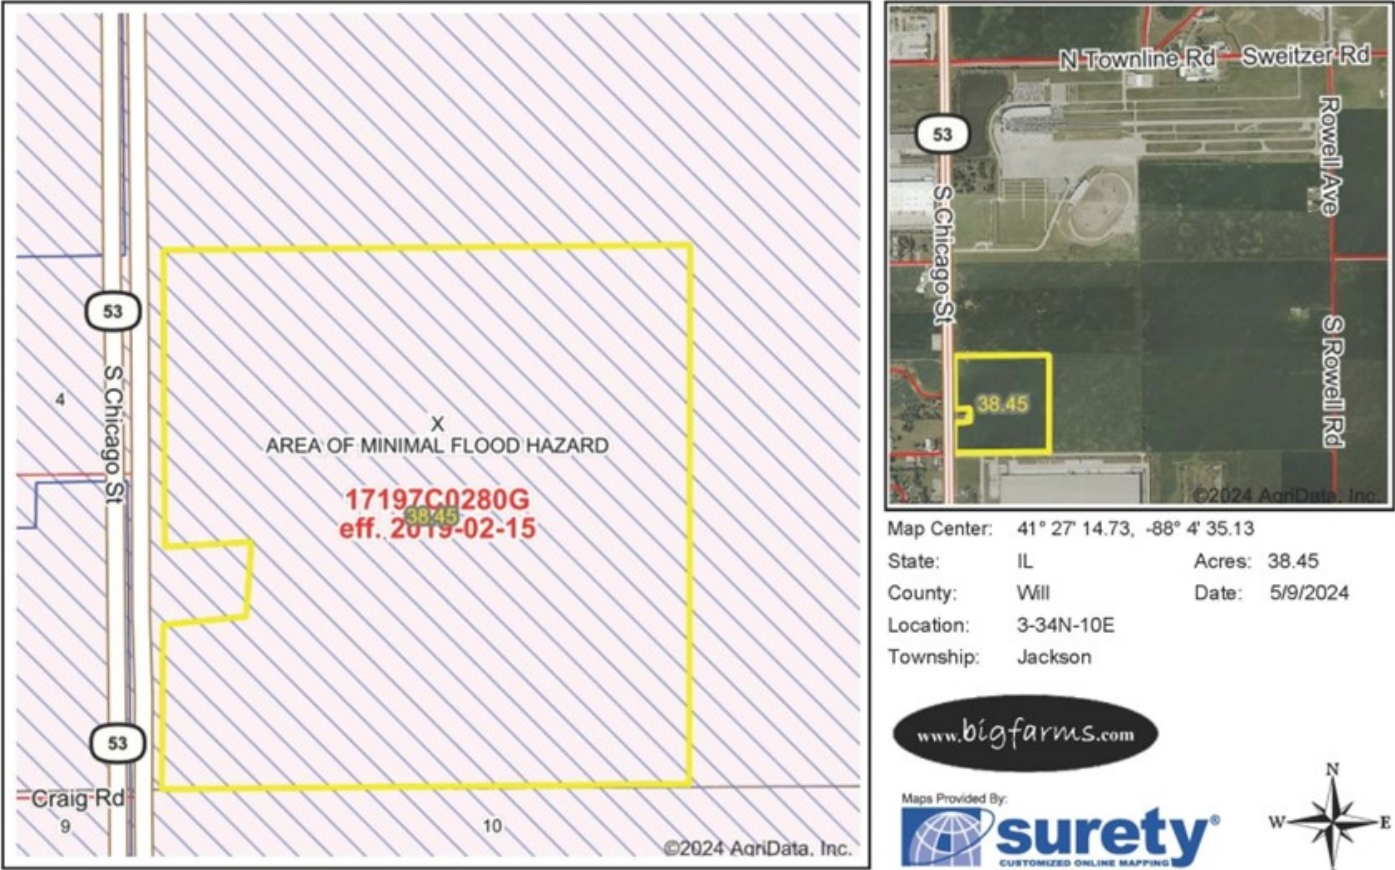 53
4
S Chicago St
X
AREA OF MINIMAL FLOOD HAZARD
17197C0280G
38.45
eff. 2019-02-15
53
Craig Rd
9
10
©2024 AgriData, Inc.
N Townline Rd
Sweitzer Rd
53
Rowell Ave
S Chicago St
S Rowell Rd
38.45
©2024 AgriData, Inc.
Map Center: 41° 27' 14.73, -88° 4' 35.13
State: IL Acres: 38.45
County: Will Date: 5/9/2024
Location: 3-34N-10E
Township: Jackson
www.bigfarms.com
Maps Provided By:
surety®
CUSTOMIZED ONLINE MAPPING
N
W E